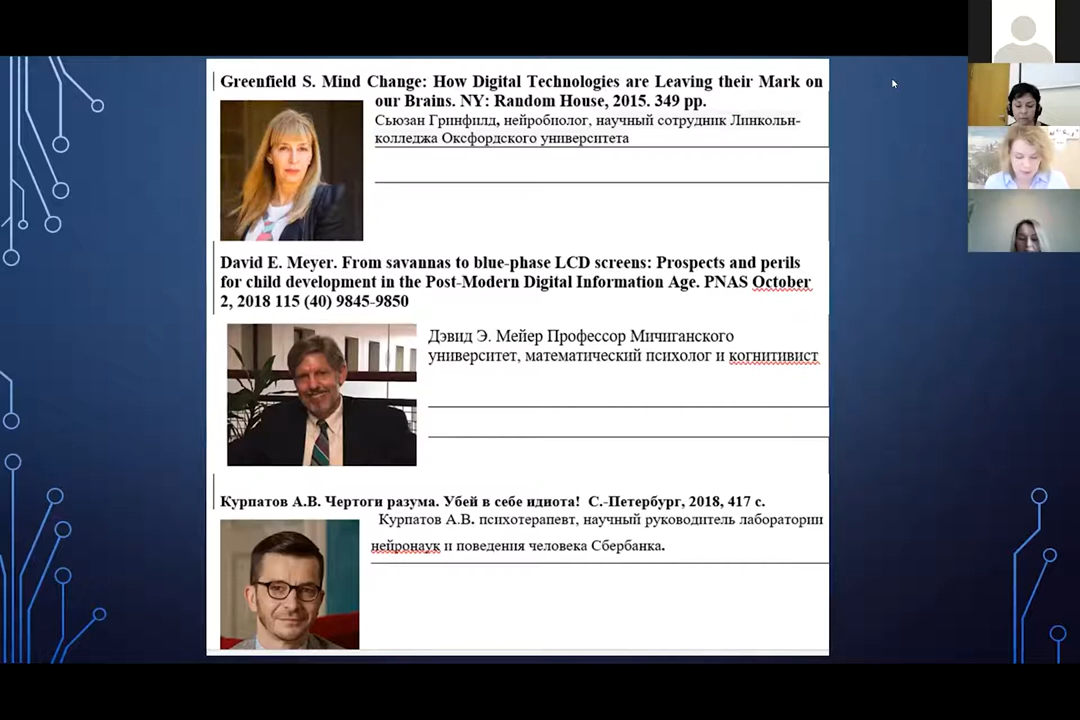 Greenfield S. Mind Change: How Digital Technologies are Leaving their Mark on
our Brains. NY: Random House, 2015. 349 pp.
Сьюзан Гринфилд, нейробиолог, научный сотрудник Линкольн-
колледжа Оксфордского университета
David E. Meyer. From savannas to blue-phase LCD screens: Prospects and perils
for child development in the Post-Modern Digital Information Age. PNAS October
2, 2018 115 (40) 9845-9850
Дэвид Э. Мейер Профессор Мичиганского
университет, математический психолог и когнитивист
Курпатов А.В. Чертоги разума. Убей в себе идиота! С.-Петербург, 2018, 417 с.
Курпатов А.В. психотерапевт, научный руководитель лаборатории
нейронаук и поведения человека Сбербанка.